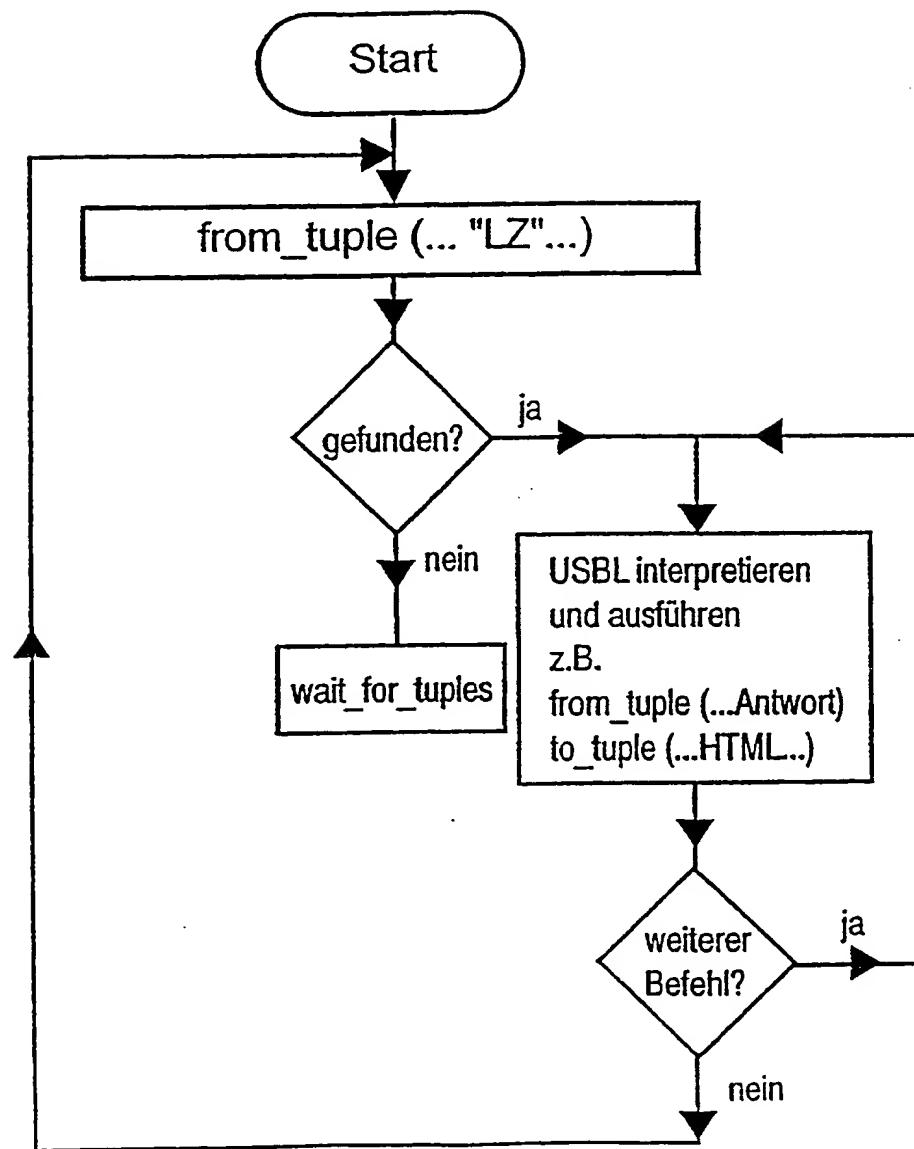 Start
from_tuple (... "LZ"...)
gefunden?
ja
nein
wait_for_tuples
USBL interpretieren
und ausführen
z.B.
from_tuple (...Antwort)
to_tuple (...HTML...)
weiterer
Befehl?
ja
nein